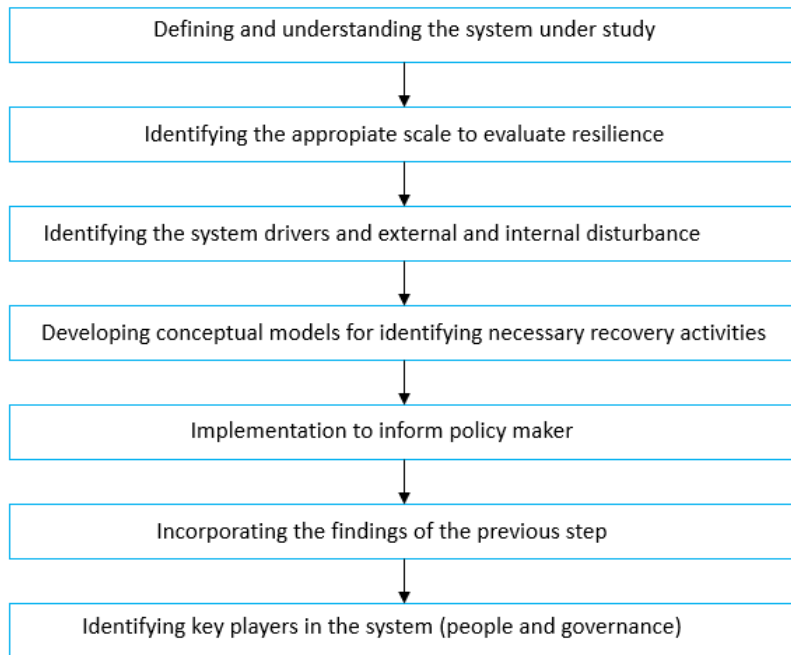 Defining and understanding the system under study
Identifying the appropiate scale to evaluate resilience
Identifying the system drivers and external and internal disturbance
Developing conceptual models for identifying necessary recovery activities
Implementation to inform policy maker
Incorporating the findings of the previous step
Identifying key players in the system (people and governance)